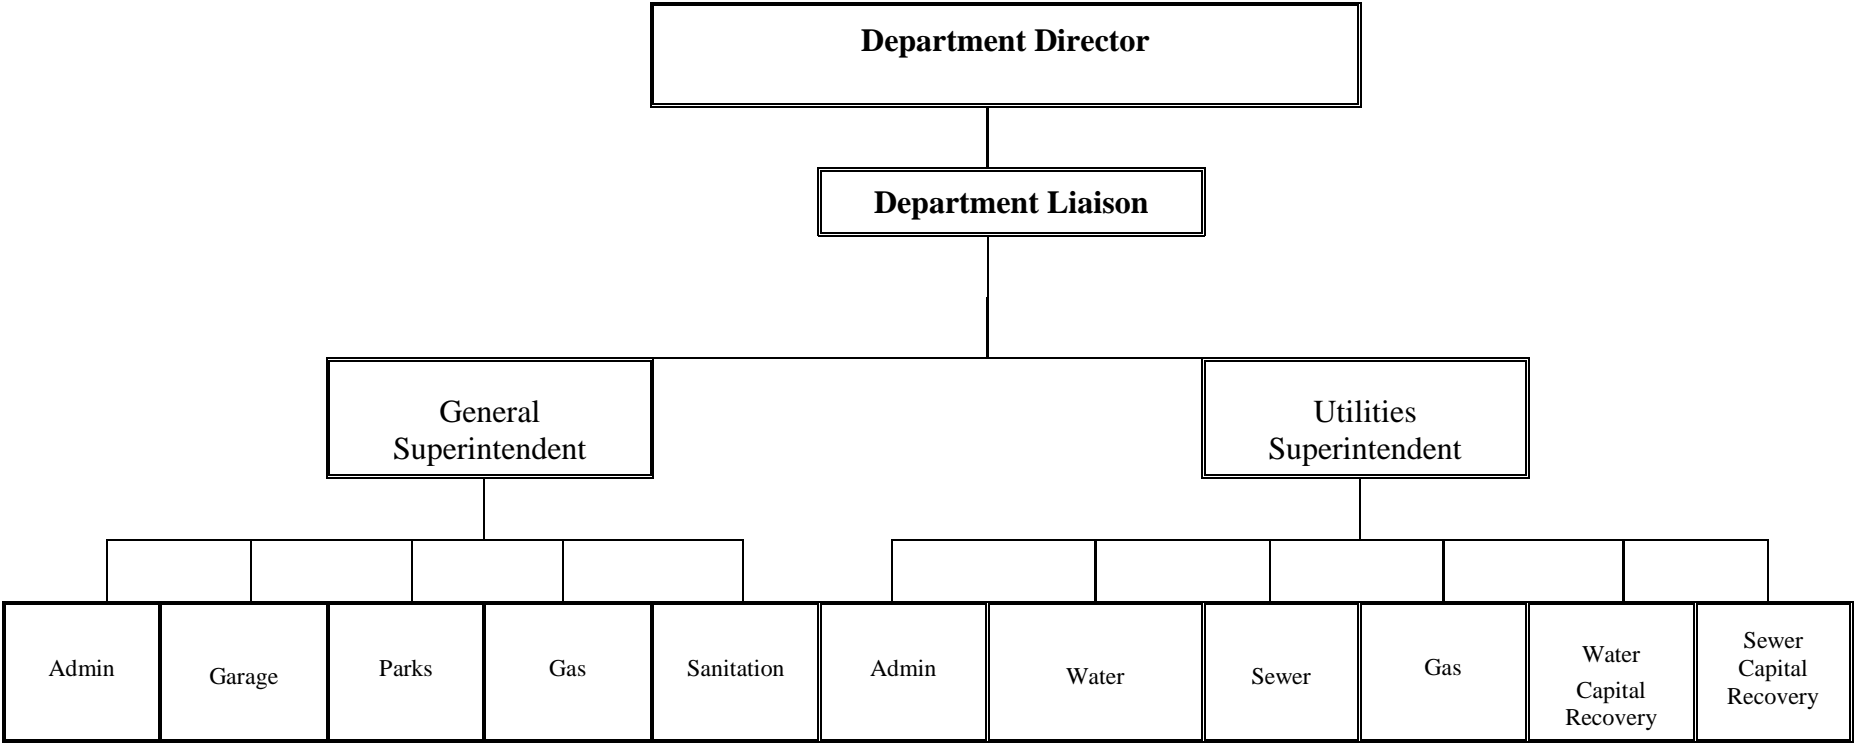 Department Director
Department Liaison
General
Superintendent
Utilities
Superintendent
Admin
Garage
Parks
Gas
Sanitation
Admin
Water
Sewer
Gas
Water
Capital
Recovery
Sewer
Capital
Recovery